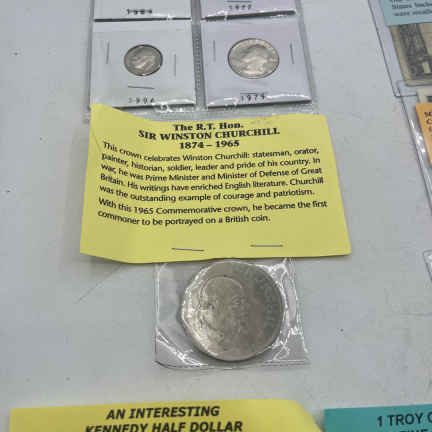 1984
1977
1996
1979
The R.T. Hon.
SIR WINSTON CHURCHILL
1874 – 1965
This crown celebrates Winston Churchill: statesman, orator,
painter, historian, soldier, leader and pride of his country. In
war, he was Prime Minister and Minister of Defense of Great
Britain. His writings have enriched English literature. Churchill
was the outstanding example of courage and patriotism.
With this 1965 Commemorative crown, he became the first
commoner to be portrayed on a British coin.
AN INTERESTING
KENNEDY HALF DOLLAR
1 TROY